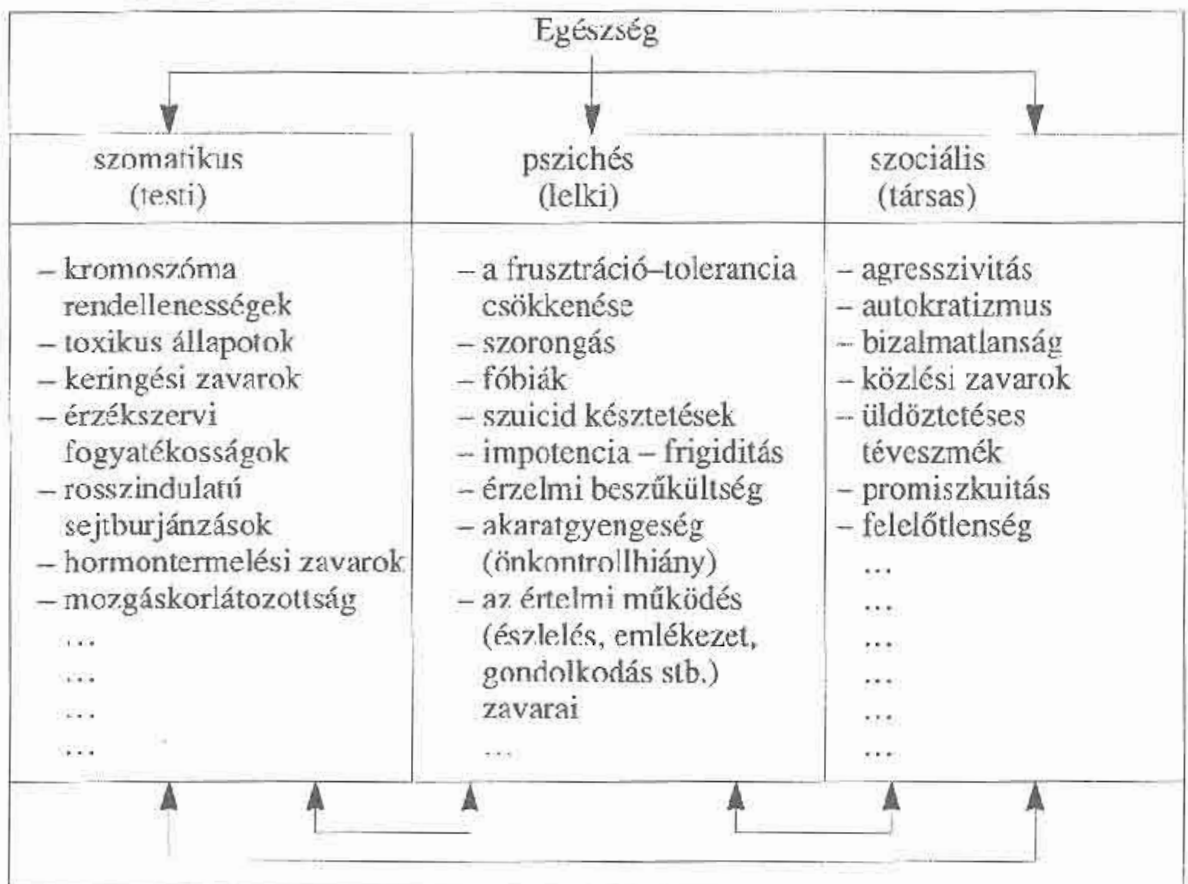 Egészség
szomatikus
(testi)
– kromoszóma
rendellenességek
– toxikus állapotok
– keringési zavarok
– érzékszervi
fogyatékosságok
– rosszindulatú
sejtburjánzások
– hormontermelési zavarok
– mozgáskorlátozottság
...
...
...
...
pszichés
(lelki)
– a frusztráció–tolerancia
csökkenése
– szorongás
– fóbiák
– szuicid késztetések
– impotencia – frigiditás
– érzelmi beszűkültség
– akaratgyengeség
(önkontrollhiány)
– az értelmi működés
(észlelés, emlékezet,
gondolkodás stb.)
zavarai
...
szociális
(társas)
– agresszivitás
– autokratizmus
– bizalmatlanság
– közlési zavarok
– üldöztetéses
téveszmék
– promiszkuitás
– felelőtlenség
...
...
...
...
...
...